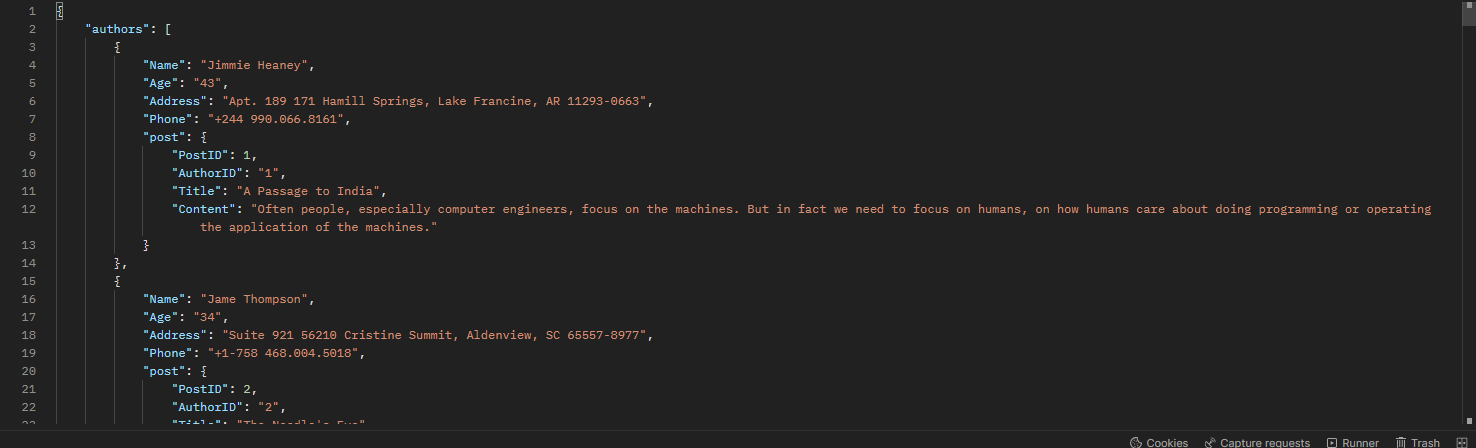 1 {
2 "authors": [
3 {
4 "Name": "Jimmie Heaney",
5 "Age": "43",
6 "Address": "Apt. 189 171 Hamill Springs, Lake Francine, AR 11293-0663",
7 "Phone": "+244 990.066.8161",
8 "post": {
9 "PostID": 1,
10 "AuthorID": "1",
11 "Title": "A Passage to India",
12 "Content": "Often people, especially computer engineers, focus on the machines. But in fact we need to focus on humans, on how humans care about doing programming or operating
the application of the machines."
13 }
14 },
15 {
16 "Name": "Jame Thompson",
17 "Age": "34",
18 "Address": "Suite 921 56210 Cristine Summit, Aldenview, SC 65557-8977",
19 "Phone": "+1-758 468.004.5018",
20 "post": {
21 "PostID": 2,
22 "AuthorID": "2",
23 "Title": "The Needle's Eye"
Cookies Capture requests Runner Trash